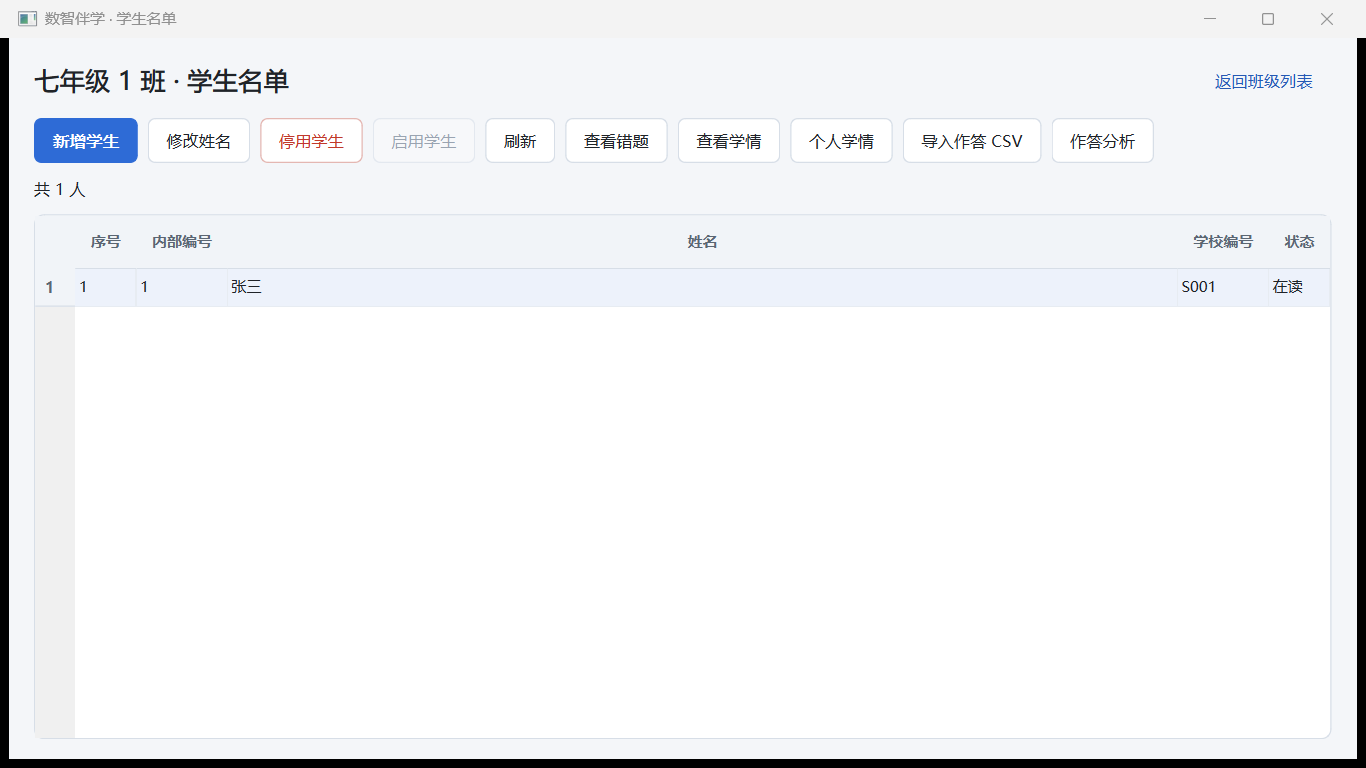 数智伴学 · 学生名单
七年级 1 班 · 学生名单
返回班级列表
新增学生 修改姓名 停用学生 启用学生 刷新 查看错题 查看学情 个人学情 导入作答 CSV 作答分析
共 1 人
序号 内部编号 姓名 学校编号 状态
1 1 1 张三 S001 在读